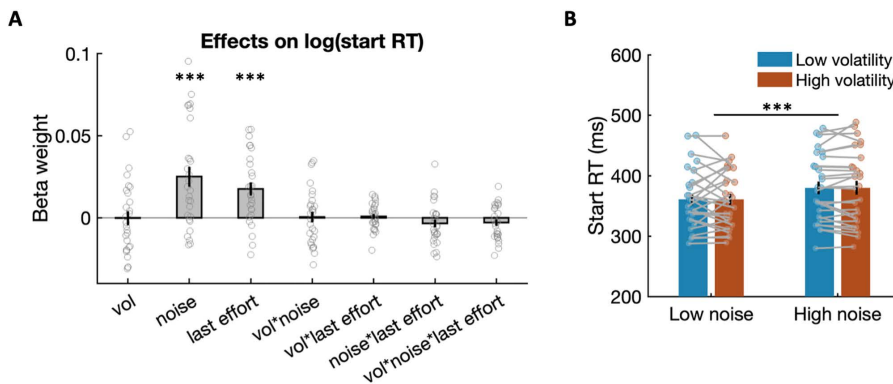 A
Effects on log(start RT)
0.1
0.05
0
Beta weight
***
***
vol
noise
last effort
vol*noise
vol*last effort
noise*last effort
vol*noise*last effort
B
600
500
400
300
200
Start RT (ms)
Low volatility
High volatility
***
Low noise
High noise